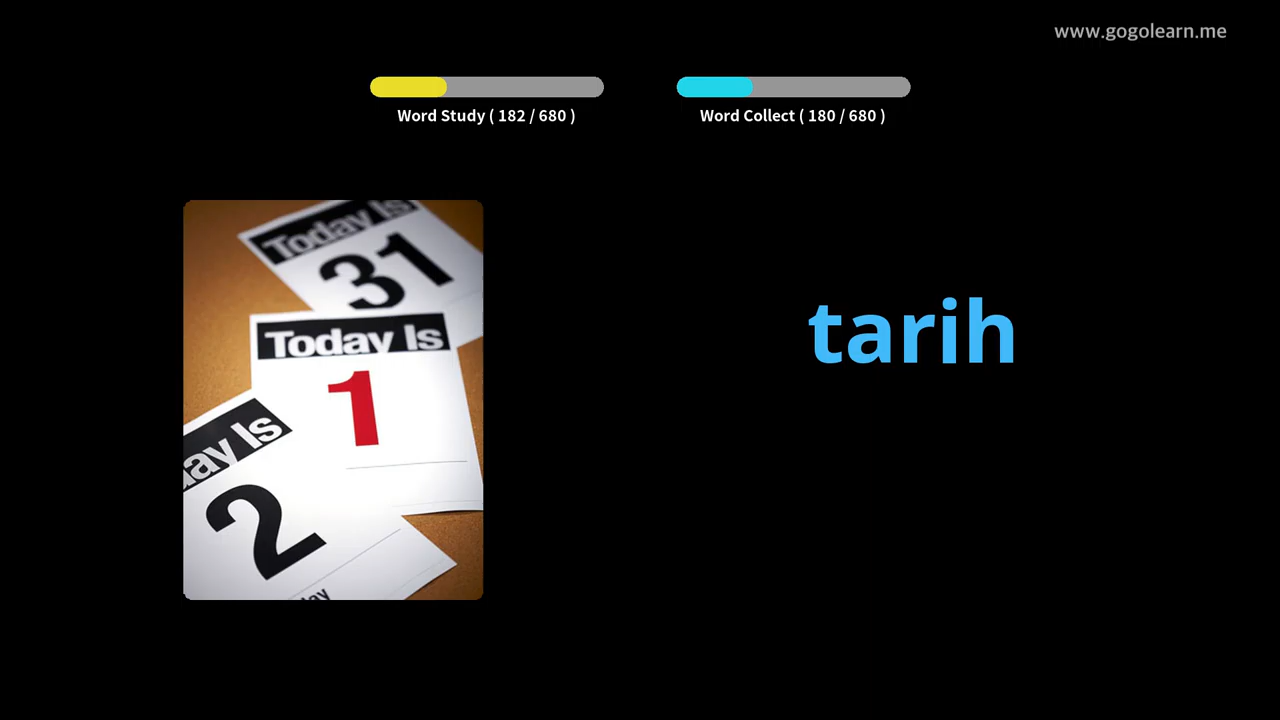 www.gogolearn.me
Word Study ( 182 / 680 )
Word Collect ( 180 / 680 )
Today Is
31
Today Is
1
ay Is
2
tarih